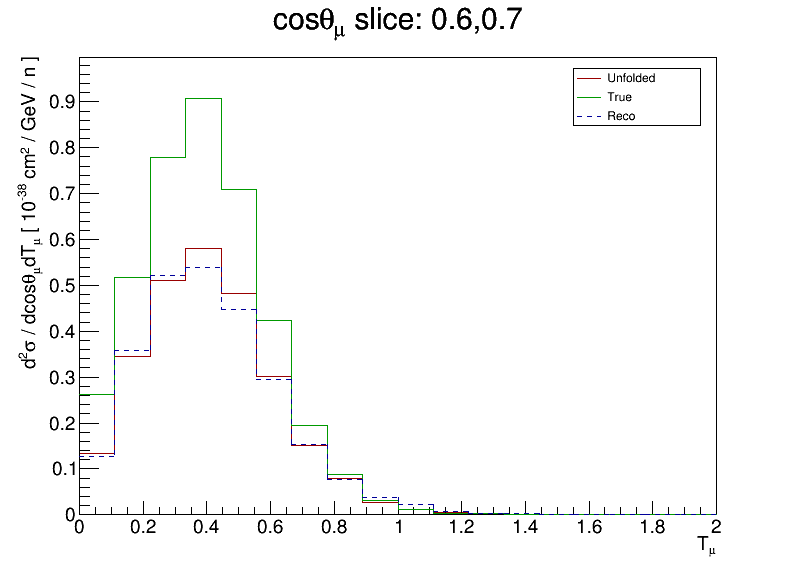 cosθμ slice: 0.6,0.7
d²σ / dcosθμdTμ [ 10⁻³⁸ cm² / GeV / n ]
Unfolded
True
Reco
0.9
0.8
0.7
0.6
0.5
0.4
0.3
0.2
0.1
0
0 0.2 0.4 0.6 0.8 1 1.2 1.4 1.6 1.8 2
Tμ